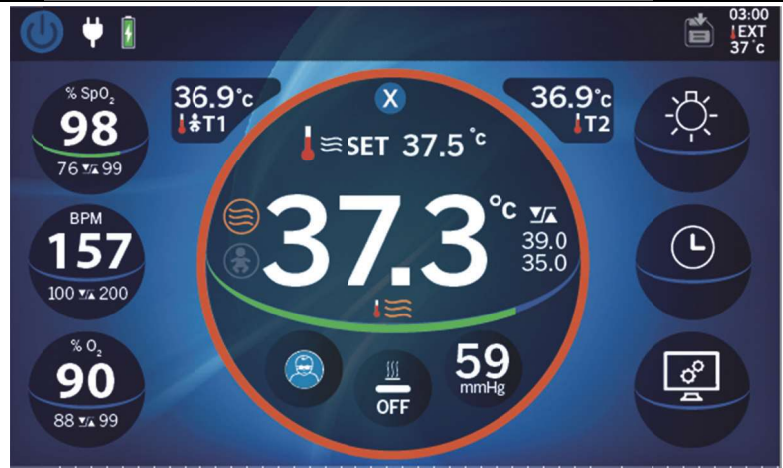 03:00
EXT
37 °c
% SpO₂
98
76 99
36.9°c
T1
X
36.9°c
T2
SET 37.5 °c
BPM
157
100 200
37.3 °c
39.0
35.0
% O₂
90
88 99
OFF
59
mmHg